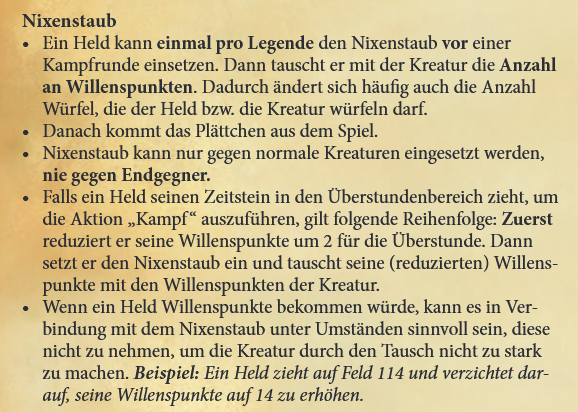 Nixenstaub
• Ein Held kann einmal pro Legende den Nixenstaub vor einer
Kampfrunde einsetzen. Dann tauscht er mit der Kreatur die Anzahl
an Willenspunkten. Dadurch ändert sich häufig auch die Anzahl
Würfel, die der Held bzw. die Kreatur würfeln darf.
• Danach kommt das Plättchen aus dem Spiel.
• Nixenstaub kann nur gegen normale Kreaturen eingesetzt werden,
nie gegen Endgegner.
• Falls ein Held seinen Zeitstein in den Überstundenbereich zieht, um
die Aktion „Kampf“ auszuführen, gilt folgende Reihenfolge: Zuerst
reduziert er seine Willenspunkte um 2 für die Überstunde. Dann
setzt er den Nixenstaub ein und tauscht seine (reduzierten) Willens-
punkte mit den Willenspunkten der Kreatur.
• Wenn ein Held Willenspunkte bekommen würde, kann es in Ver-
bindung mit dem Nixenstaub unter Umständen sinnvoll sein, diese
nicht zu nehmen, um die Kreatur durch den Tausch nicht zu stark
zu machen. Beispiel: Ein Held zieht auf Feld 114 und verzichtet dar-
auf, seine Willenspunkte auf 14 zu erhöhen.